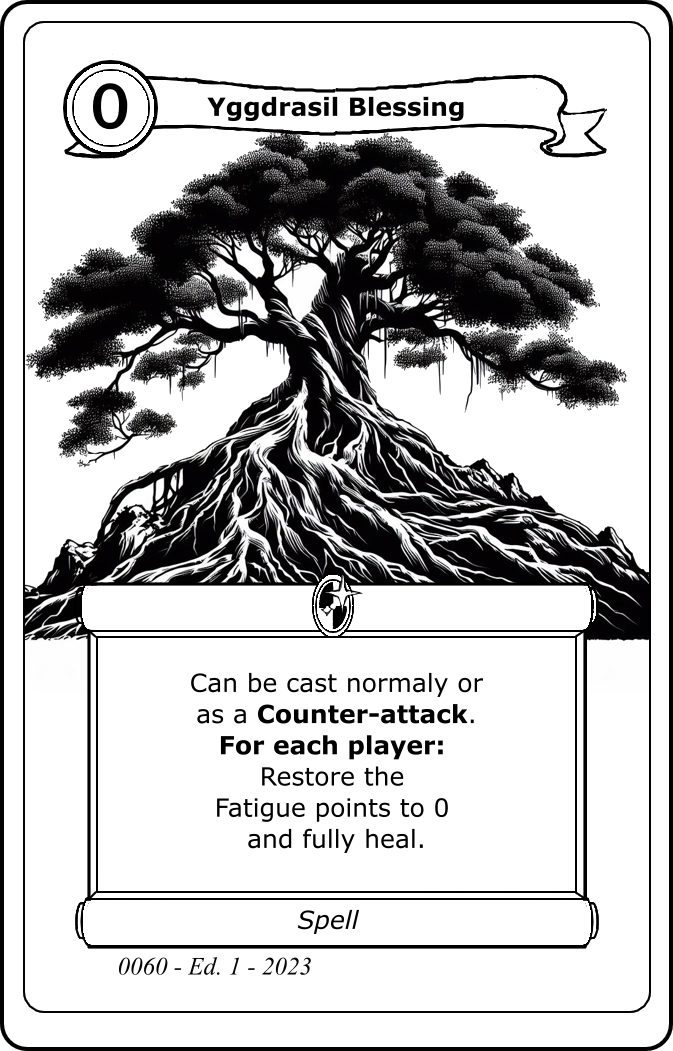 0
Yggdrasil Blessing
Can be cast normaly or
as a Counter-attack.
For each player:
Restore the
Fatigue points to 0
and fully heal.
Spell
0060 - Ed. 1 - 2023